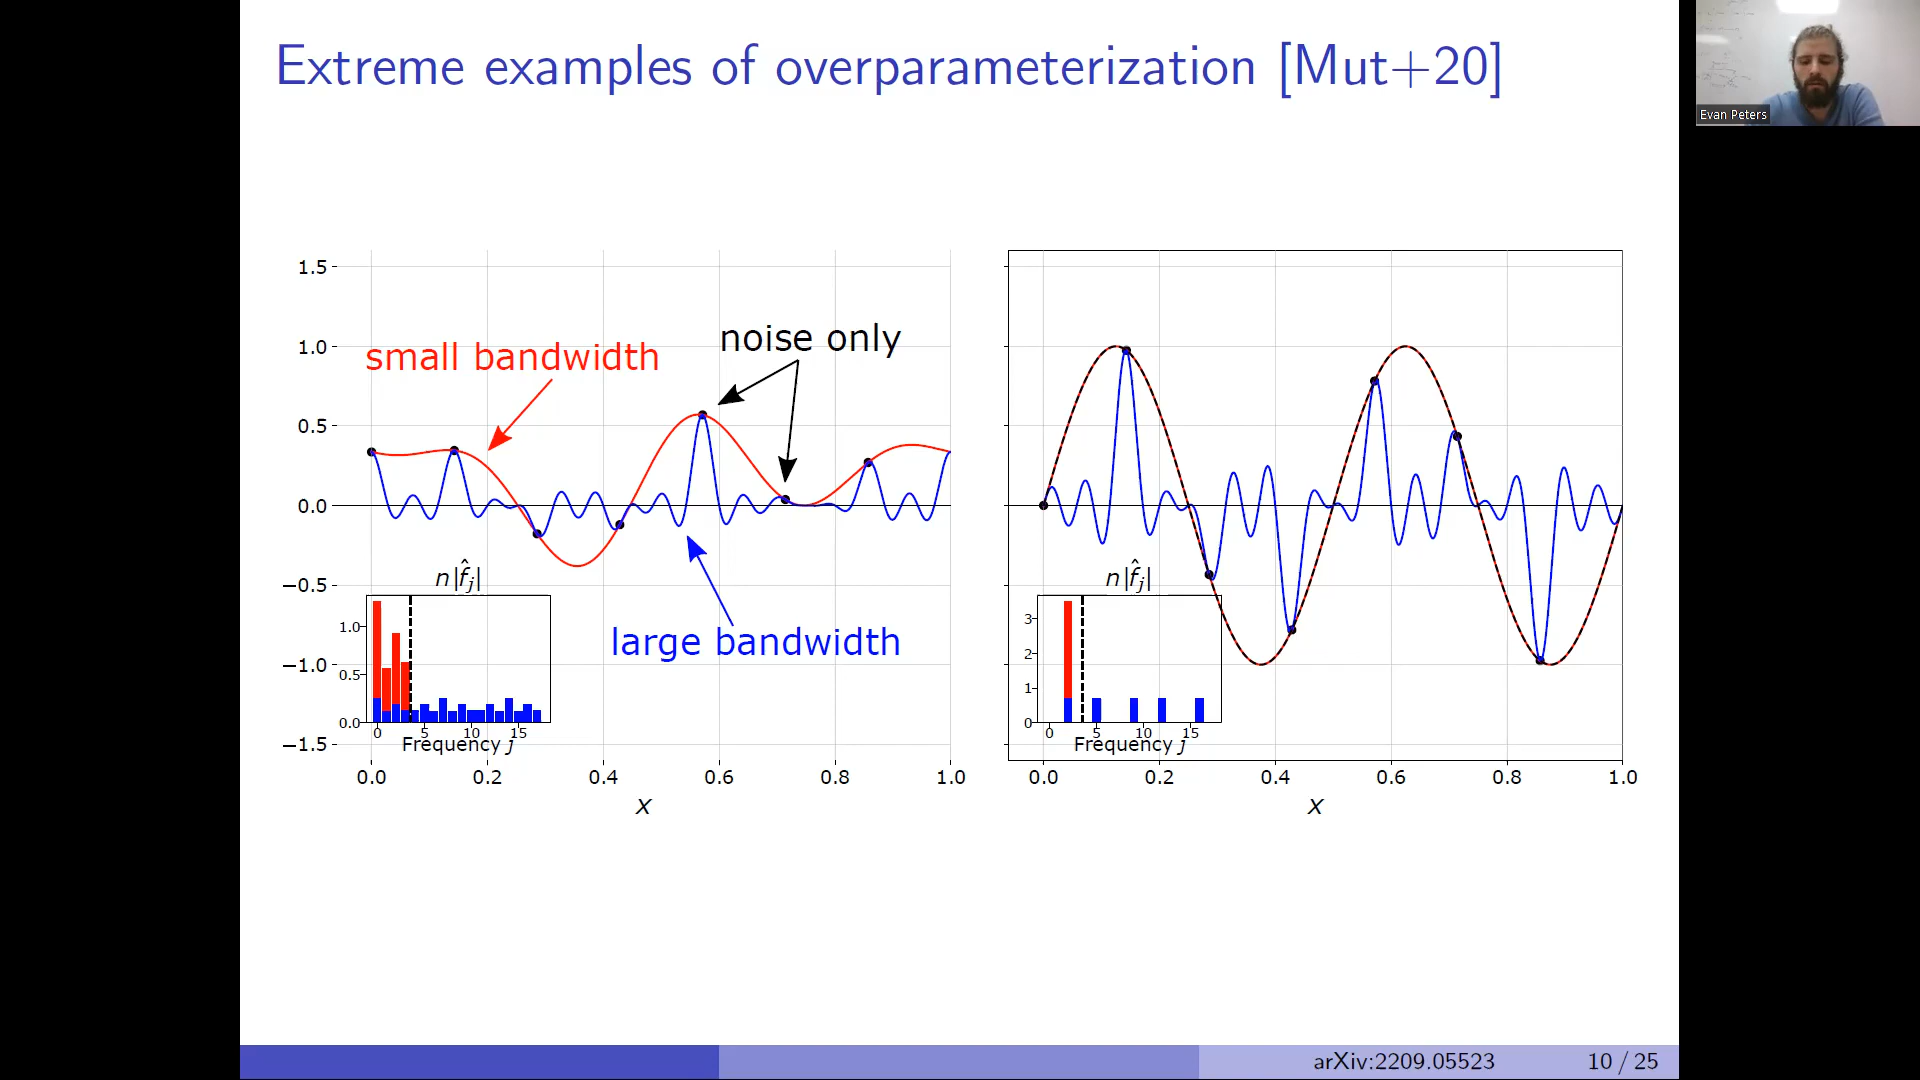 Extreme examples of overparameterization [Mut+20]
Evan Peters
1.5
1.0
0.5
0.0
−0.5
−1.0
−1.5
small bandwidth
noise only
large bandwidth
n|f̂j|
1.0
0.5
0.0
0 5 10 15
Frequency j
0.0 0.2 0.4 0.6 0.8 1.0
x
n|f̂j|
3
2
1
0
0 5 10 15
Frequency j
0.0 0.2 0.4 0.6 0.8 1.0
x
arXiv:2209.05523 10 / 25